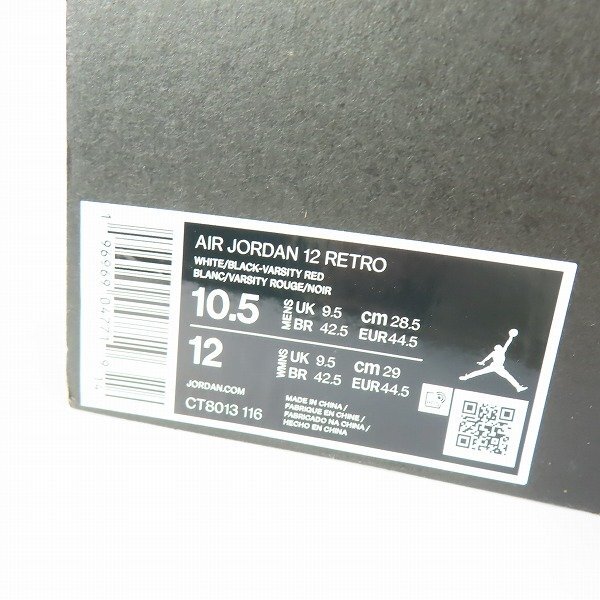 AIR JORDAN 12 RETRO
WHITE/BLACK-VARSITY RED
BLANC/VARSITY ROUGE/NOIR
10.5 MENS UK 9.5 cm 28.5
BR 42.5 EUR 44.5
12 WMNS UK 9.5 cm 29
BR 42.5 EUR 44.5
JORDAN.COM
CT8013 116
MADE IN CHINA /
FABRIQUE EN CHINE /
FABRICADO NA CHINA /
HECHO EN CHINA